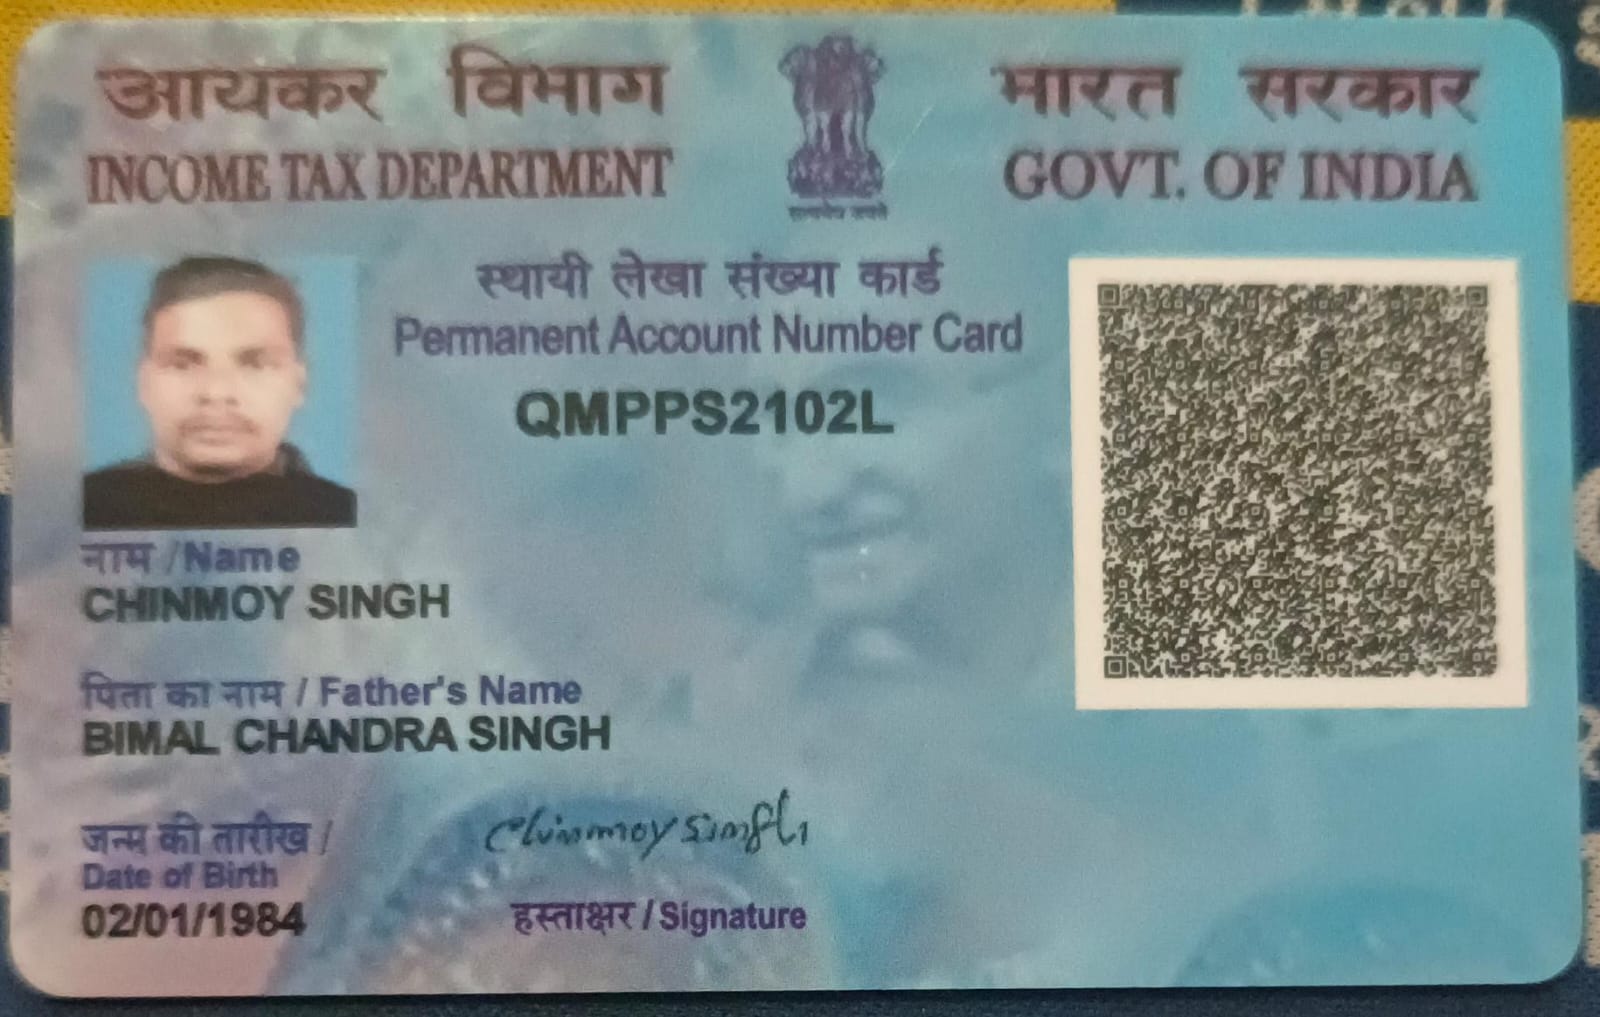 आयकर विभाग
INCOME TAX DEPARTMENT
सत्यमेव जयते
भारत सरकार
GOVT. OF INDIA
स्थायी लेखा संख्या कार्ड
Permanent Account Number Card
QMPPS2102L
नाम /Name
CHINMOY SINGH
पिता का नाम / Father's Name
BIMAL CHANDRA SINGH
जन्म की तारीख /
Date of Birth
02/01/1984
Chinmoy Singh
हस्ताक्षर / Signature